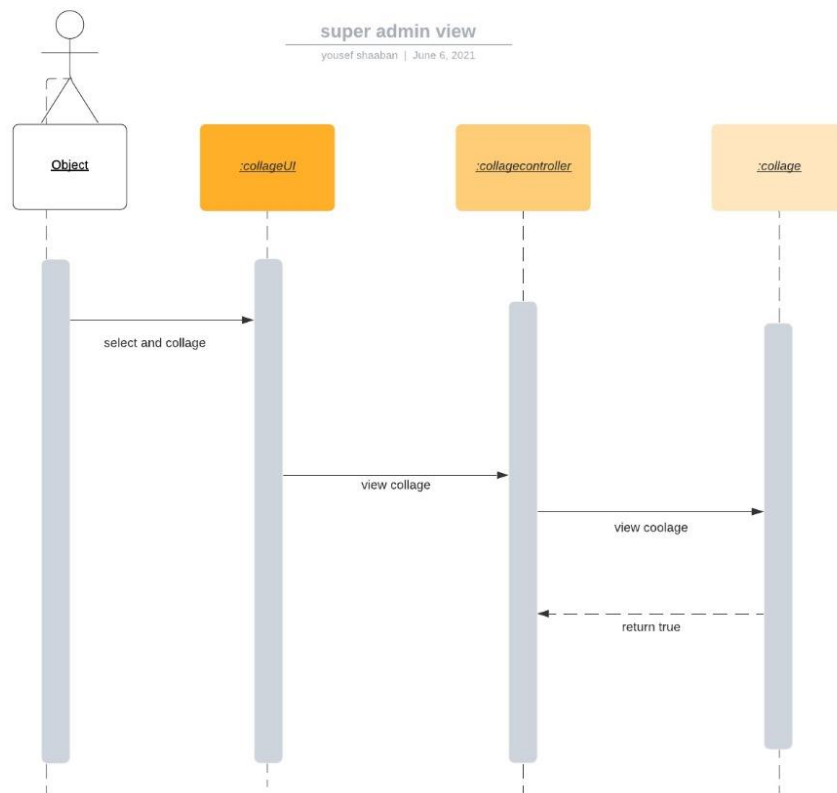 super admin view
yousef shaaban | June 6, 2021
Object
:collageUI
:collagecontroller
:collage
select and collage
view collage
view coolage
return true